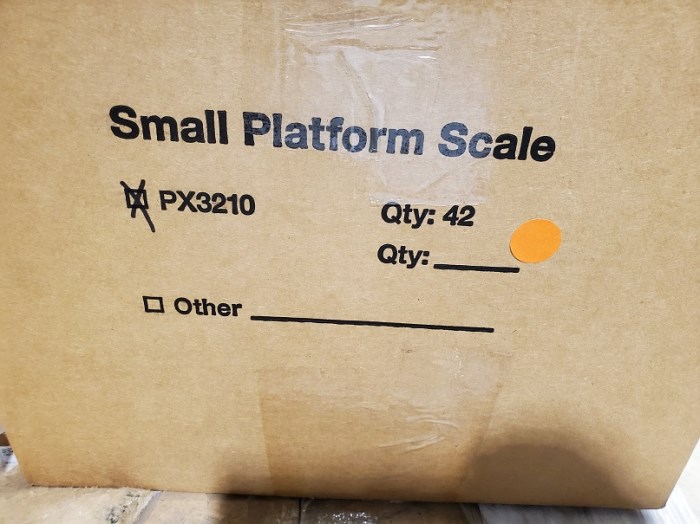 Small Platform Scale
PX3210 Qty: 42
Qty:
Other